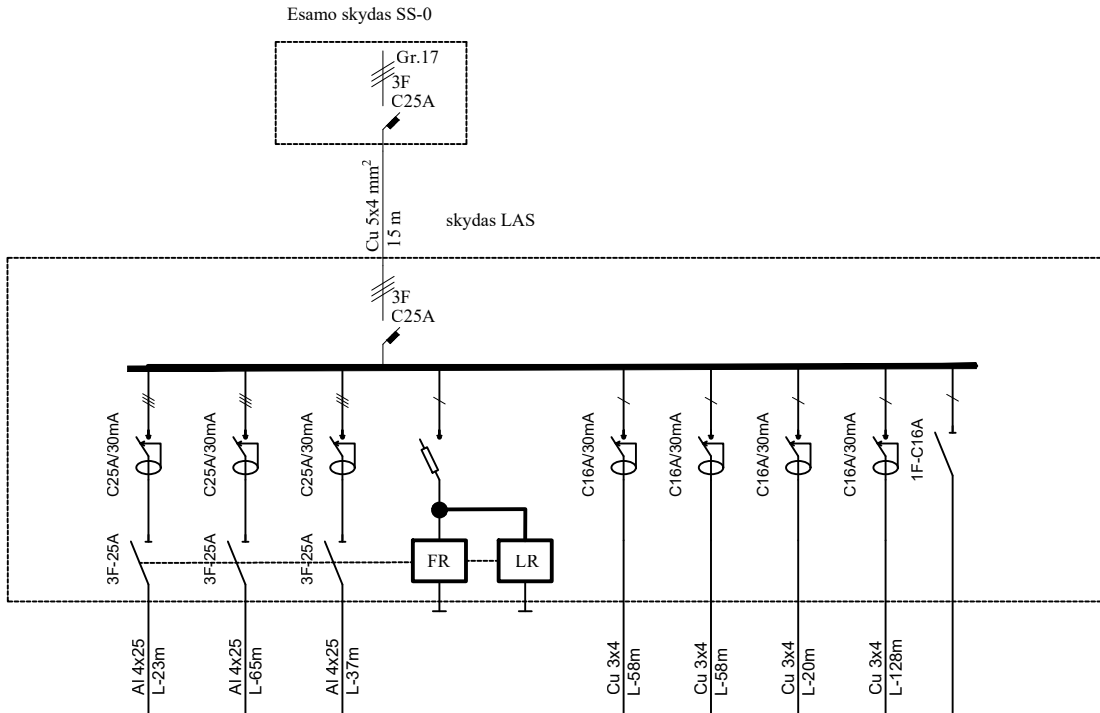 Esamo skydas SS-0
Gr.17
3F
C25A
Cu 5x4 mm²
15 m
skydas LAS
3F
C25A
C25A/30mA
C25A/30mA
C25A/30mA
C16A/30mA
C16A/30mA
C16A/30mA
C16A/30mA
1F-C16A
3F-25A
3F-25A
3F-25A
FR
LR
Al 4x25
L-23m
Al 4x25
L-65m
Al 4x25
L-37m
Cu 3x4
L-58m
Cu 3x4
L-58m
Cu 3x4
L-20m
Cu 3x4
L-128m